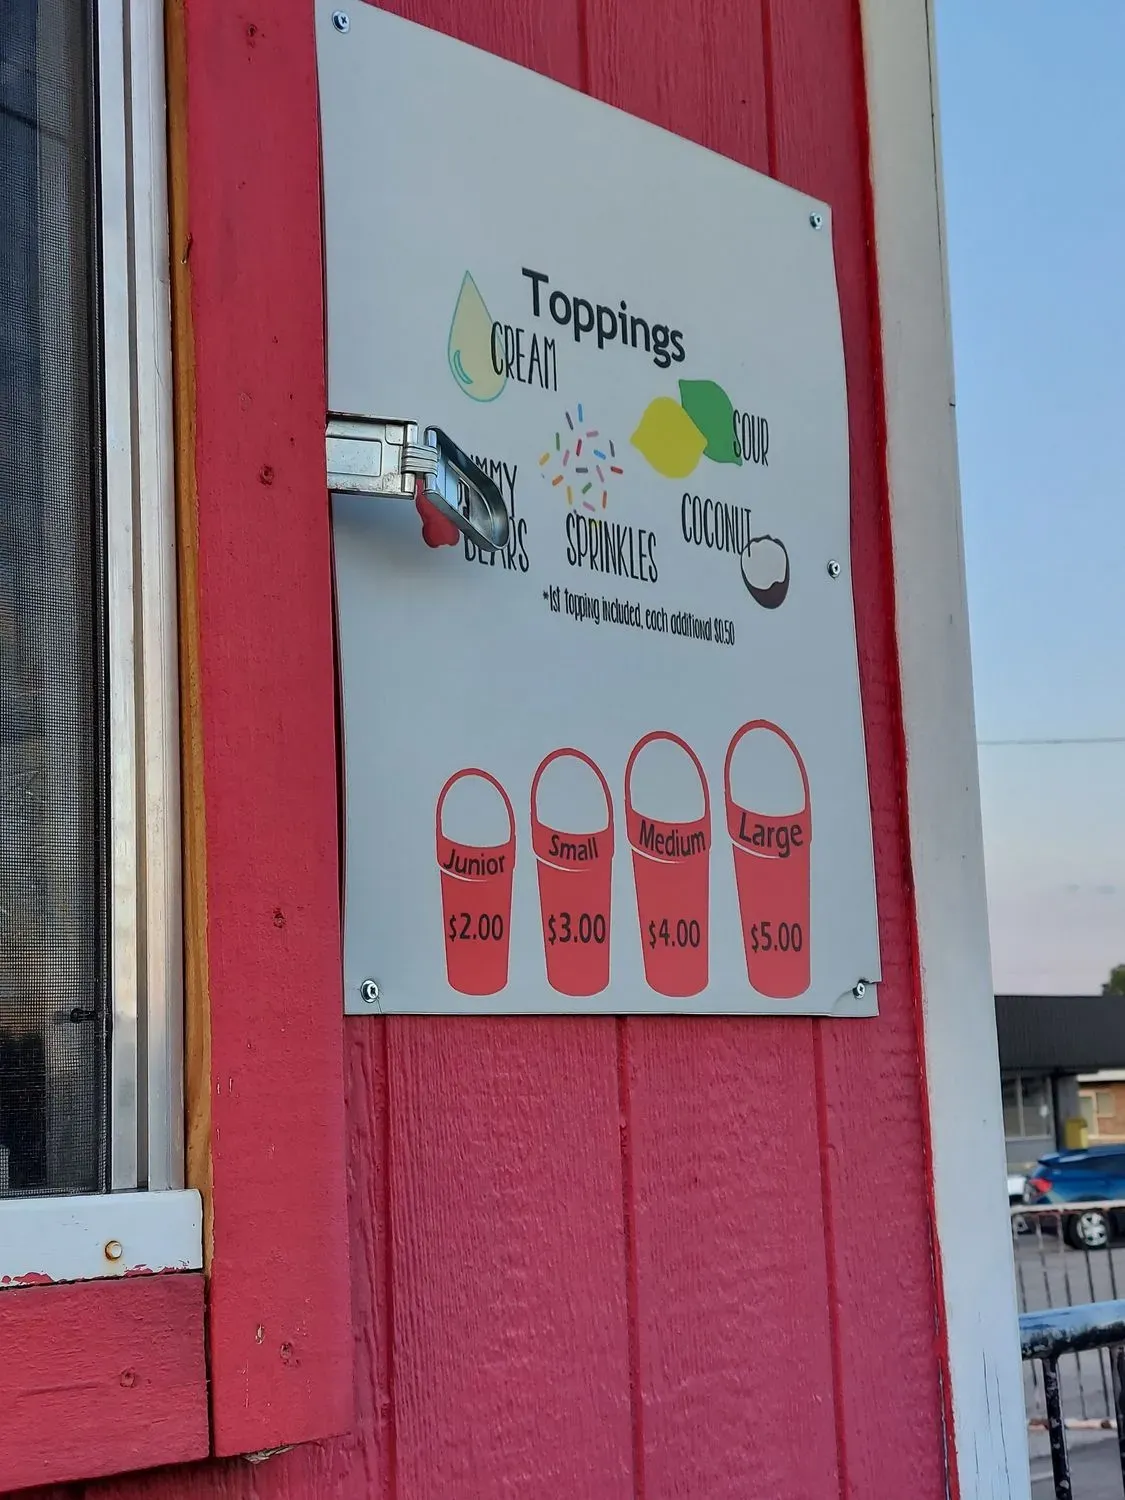 Toppings
CREAM
SOUR
SPRINKLES
COCONUT
*1st topping included, each additional $0.50
Junior
$2.00
Small
$3.00
Medium
$4.00
Large
$5.00